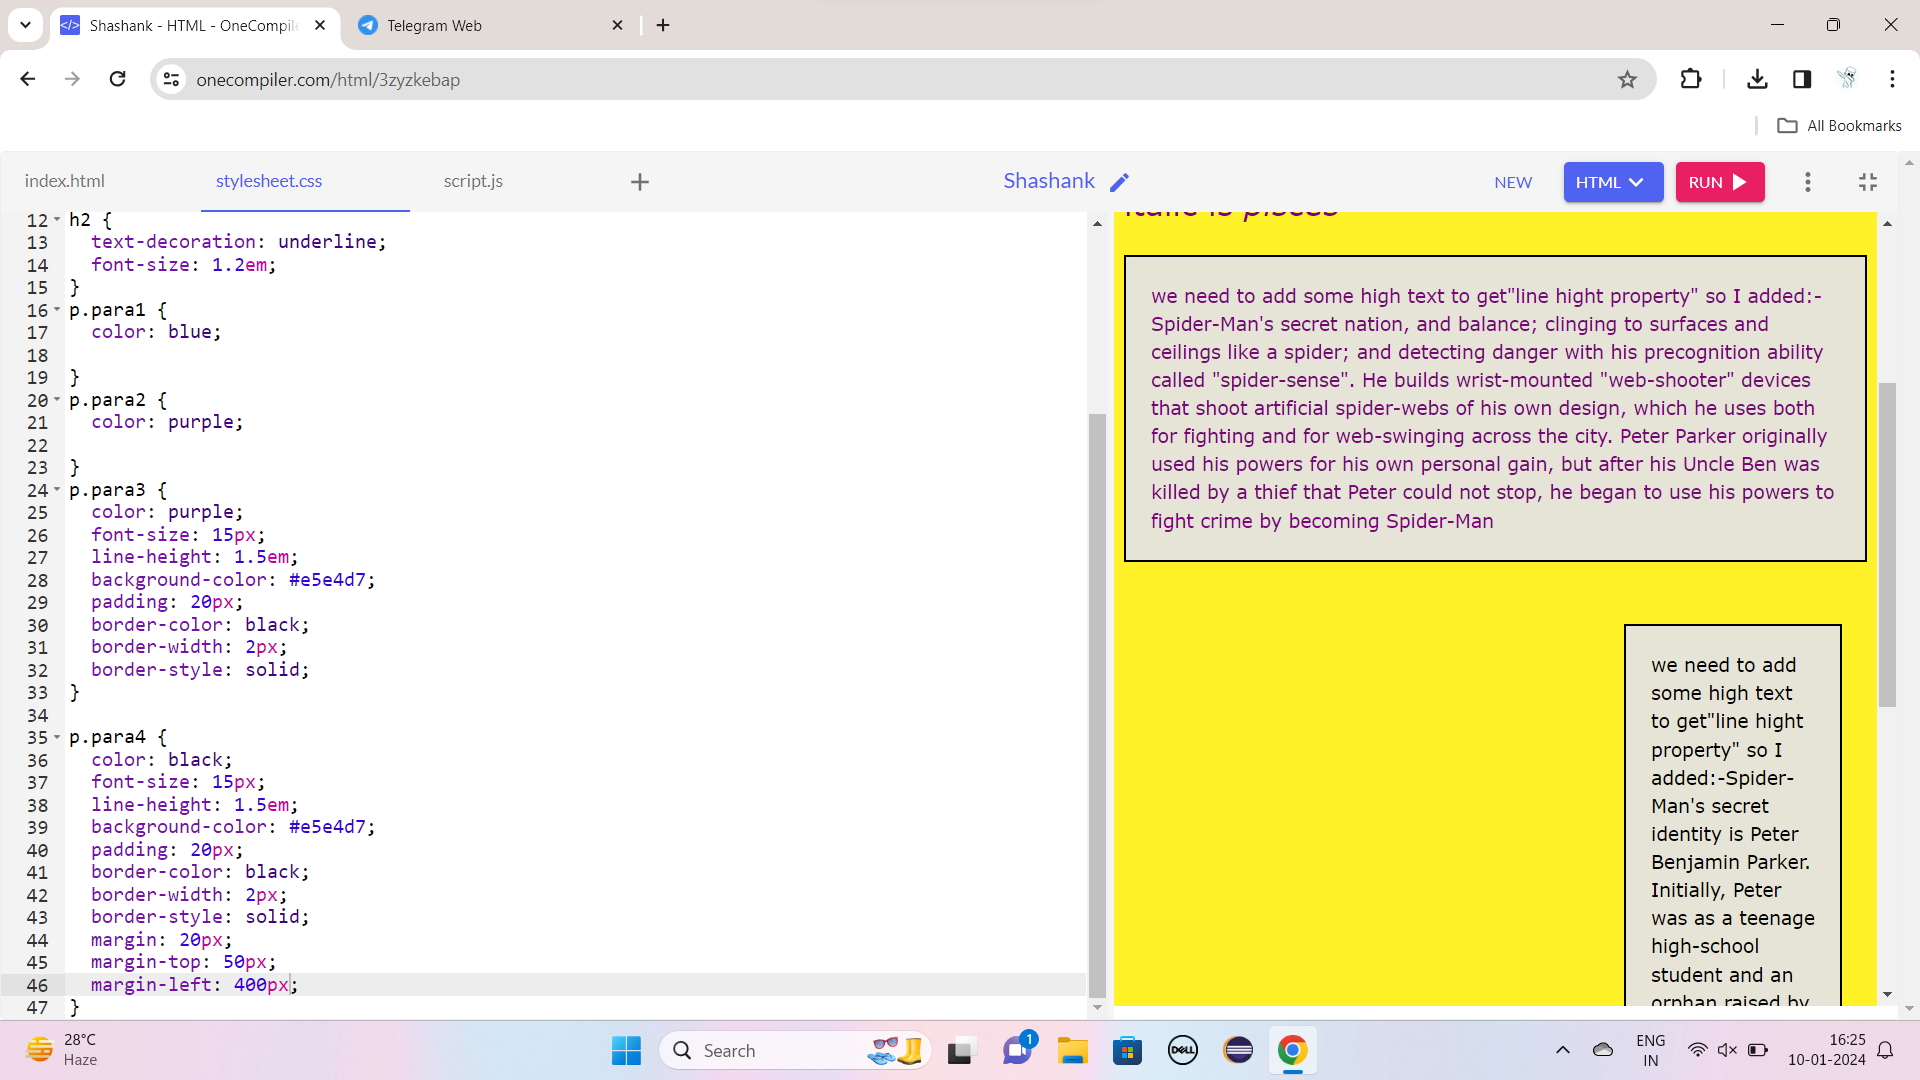 Shashank - HTML - OneCompile
Telegram Web
onecompiler.com/html/3zyzkebap
All Bookmarks
index.html
stylesheet.css
script.js
Shashank
NEW
HTML
RUN
12 h2 {
13 text-decoration: underline;
14 font-size: 1.2em;
15 }
16 p.para1 {
17 color: blue;
18
19 }
20 p.para2 {
21 color: purple;
22
23 }
24 p.para3 {
25 color: purple;
26 font-size: 15px;
27 line-height: 1.5em;
28 background-color: #e5e4d7;
29 padding: 20px;
30 border-color: black;
31 border-width: 2px;
32 border-style: solid;
33 }
34
35 p.para4 {
36 color: black;
37 font-size: 15px;
38 line-height: 1.5em;
39 background-color: #e5e4d7;
40 padding: 20px;
41 border-color: black;
42 border-width: 2px;
43 border-style: solid;
44 margin: 20px;
45 margin-top: 50px;
46 margin-left: 400px;
47 }
italic is pisces
we need to add some high text to get"line hight property" so I added:-
Spider-Man's secret nation, and balance; clinging to surfaces and
ceilings like a spider; and detecting danger with his precognition ability
called "spider-sense". He builds wrist-mounted "web-shooter" devices
that shoot artificial spider-webs of his own design, which he uses both
for fighting and for web-swinging across the city. Peter Parker originally
used his powers for his own personal gain, but after his Uncle Ben was
killed by a thief that Peter could not stop, he began to use his powers to
fight crime by becoming Spider-Man
we need to add
some high text
to get"line hight
property" so I
added:-Spider-
Man's secret
identity is Peter
Benjamin Parker.
Initially, Peter
was as a teenage
high-school
student and an
orphan raised by
28°C
Haze
Search
1
DELL
ENG
IN
16:25
10-01-2024